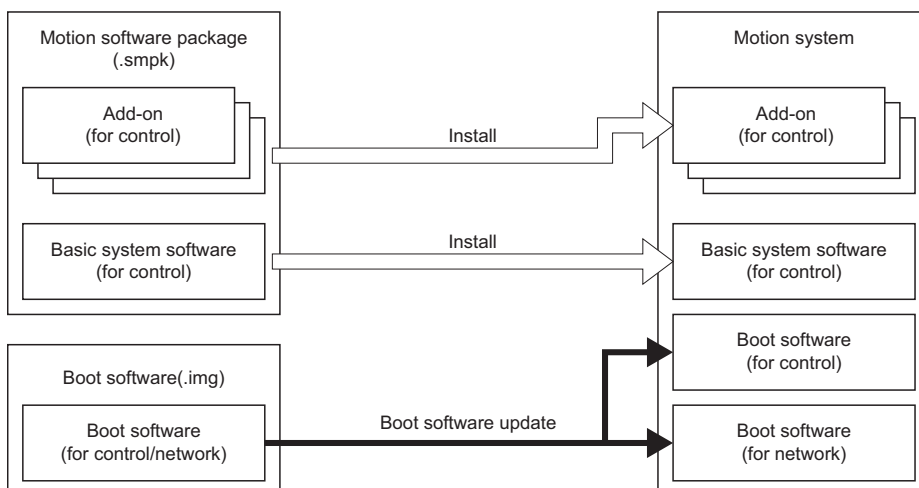 Motion software package
(.smpk)
Add-on
(for control)
Basic system software
(for control)
Install
Install
Motion system
Add-on
(for control)
Basic system software
(for control)
Boot software
(for control)
Boot software
(for network)
Boot software(.img)
Boot software
(for control/network)
Boot software update